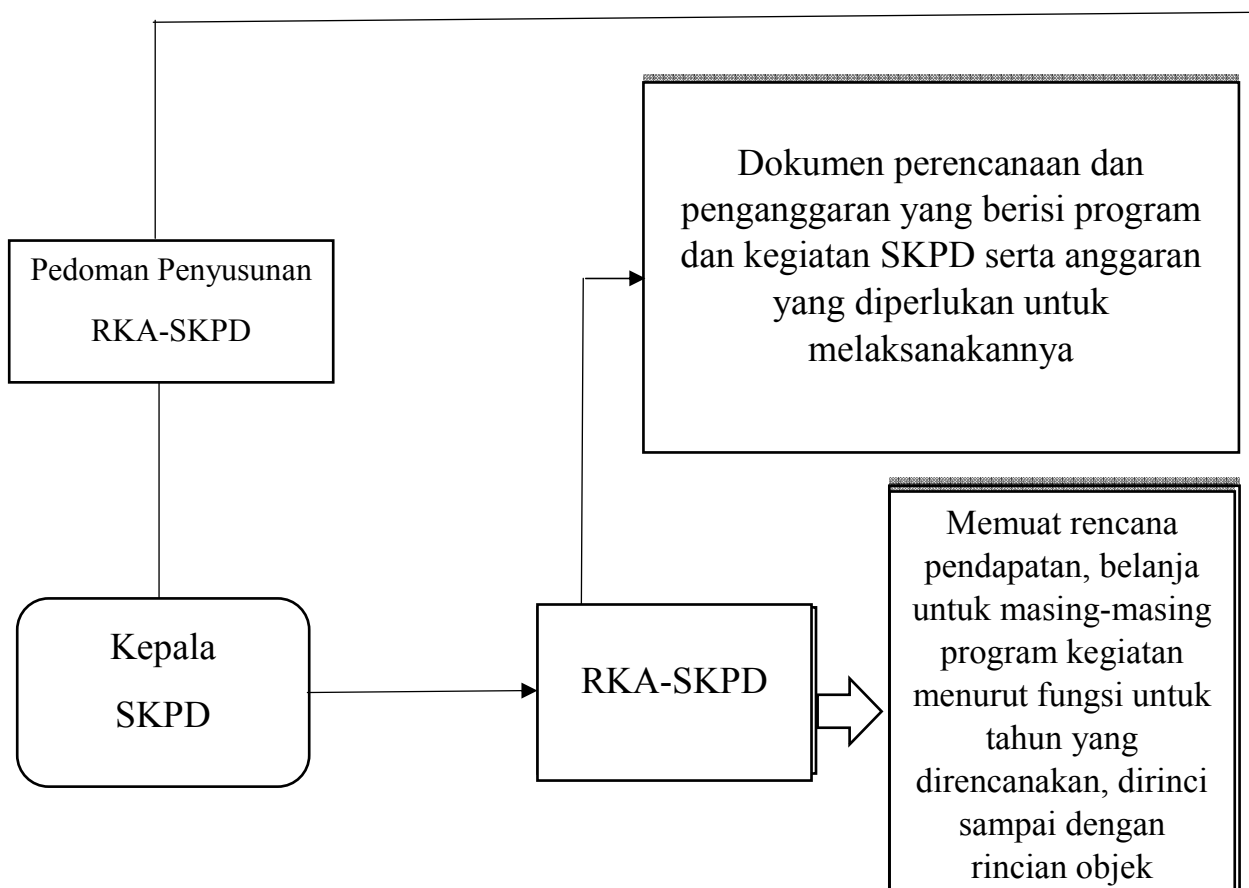 Dokumen perencanaan dan
penganggaran yang berisi program
dan kegiatan SKPD serta anggaran
yang diperlukan untuk
melaksanakannya
Pedoman Penyusunan
RKA-SKPD
Kepala
SKPD
RKA-SKPD
Memuat rencana
pendapatan, belanja
untuk masing-masing
program kegiatan
menurut fungsi untuk
tahun yang
direncanakan, dirinci
sampai dengan
rincian objek